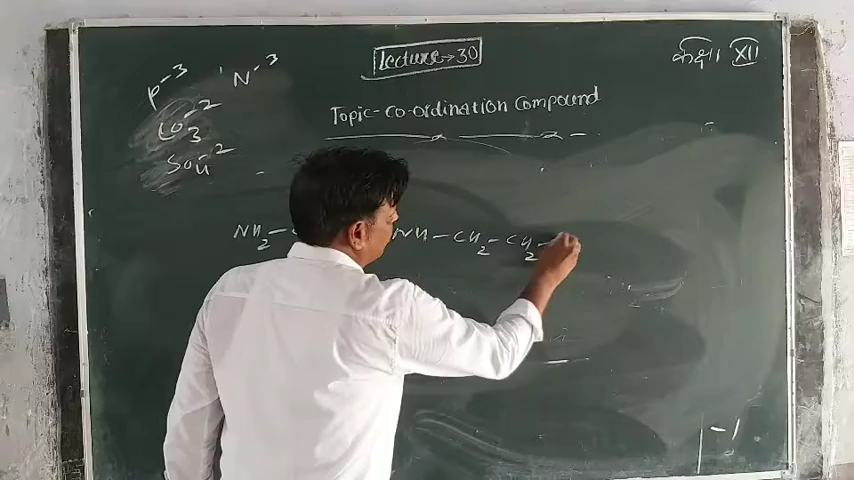 Lecture → 30
कक्षा XII
P-3 N-3
CO3-2
SO4-2
Topic - Co-ordination Compound
NH2 - C NH - CH2 - CH2 -